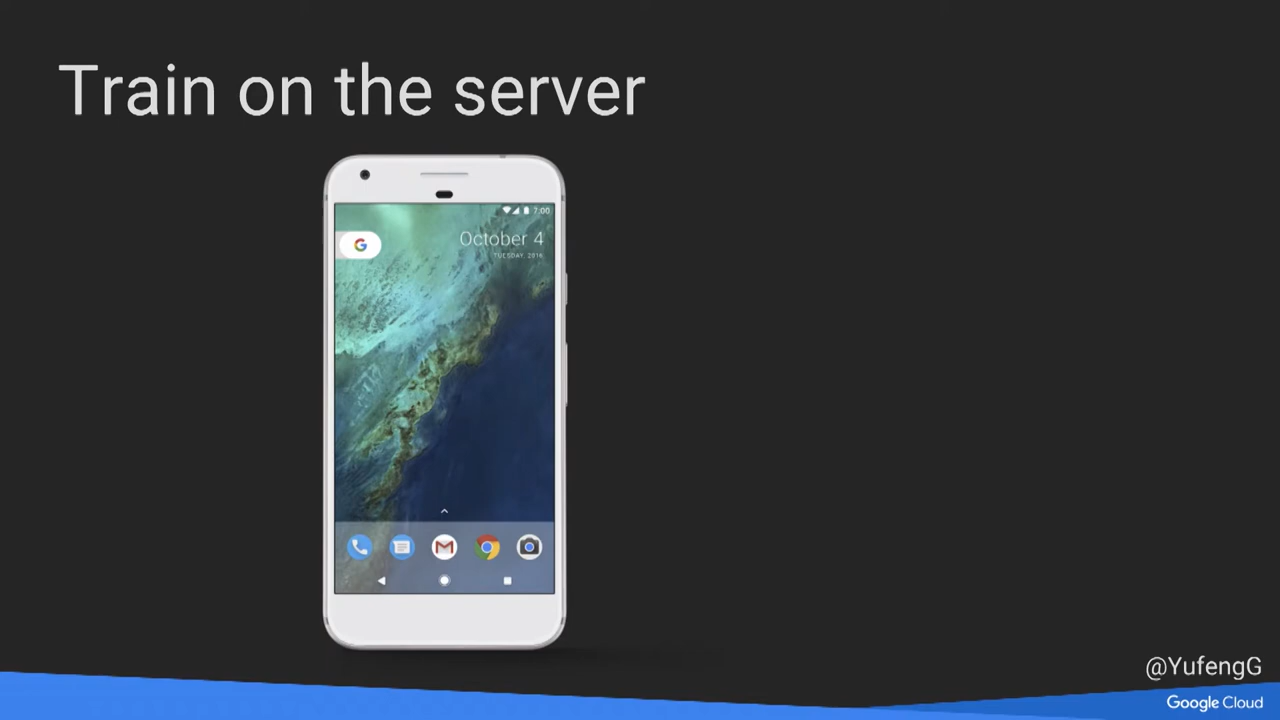 Train on the server
7:00
October 4
TUESDAY, 2016
@YufengG
Google Cloud